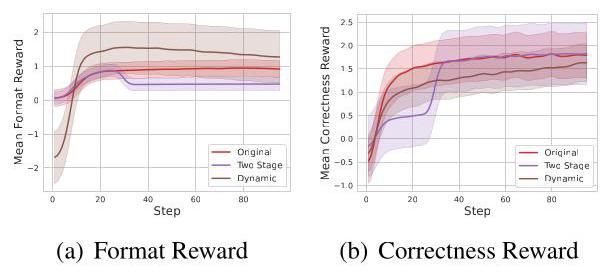 Mean Format Reward
2
1
0
−1
−2
0 20 40 60 80
Step
Original
Two Stage
Dynamic
(a) Format Reward
Mean Correctness Reward
2.5
2.0
1.5
1.0
0.5
0.0
−0.5
−1.0
0 20 40 60 80
Step
Original
Two Stage
Dynamic
(b) Correctness Reward